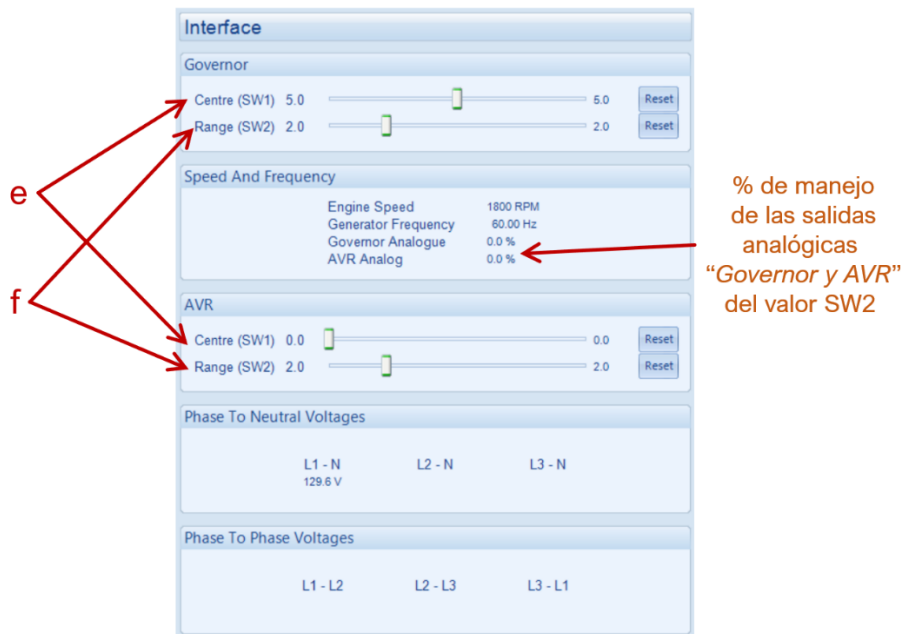 Interface
Governor
Centre (SW1) 5.0 5.0 Reset
Range (SW2) 2.0 2.0 Reset
Speed And Frequency
Engine Speed 1800 RPM
Generator Frequency 60.00 Hz
Governor Analogue 0.0 %
AVR Analog 0.0 %
AVR
Centre (SW1) 0.0 0.0 Reset
Range (SW2) 2.0 2.0 Reset
Phase To Neutral Voltages
L1 - N L2 - N L3 - N
129.6 V
Phase To Phase Voltages
L1 - L2 L2 - L3 L3 - L1
e
f
% de manejo
de las salidas
analógicas
“Governor y AVR”
del valor SW2